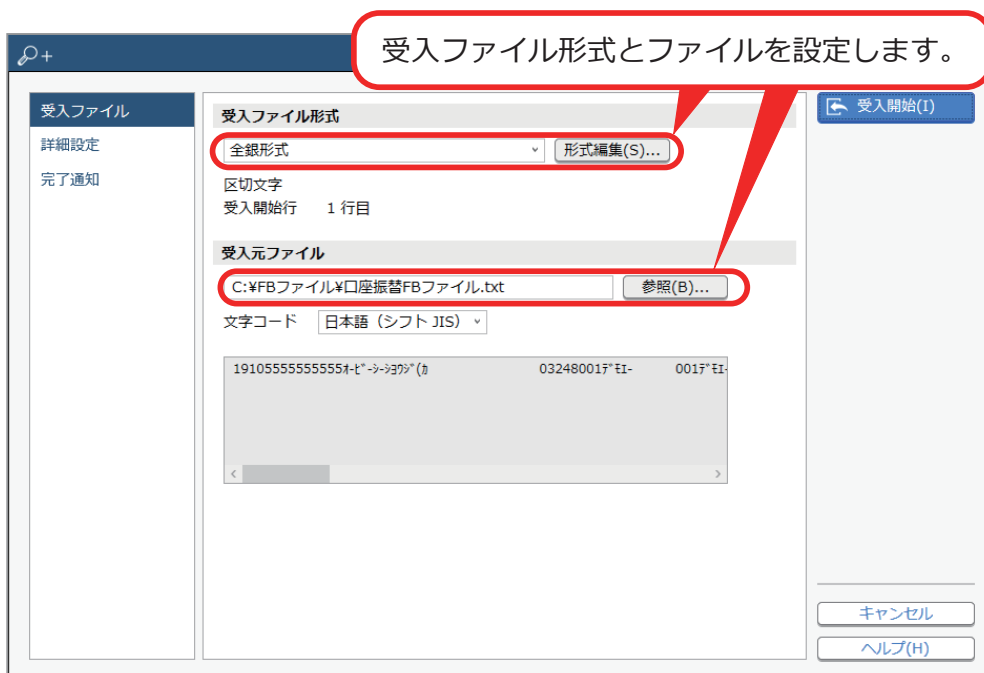 受入ファイル形式とファイルを設定します。
受入ファイル
詳細設定
完了通知
受入ファイル形式
全銀形式
形式編集(S)...
区切文字
受入開始行 1 行目
受入元ファイル
C:¥FBファイル¥口座振替FBファイル.txt
参照(B)...
文字コード 日本語（シフト JIS）
19105555555555ｵｰﾋﾞｰｼｰｼﾖｳｼﾞ(ｶ 03248001ﾃﾞﾓｴｰ 001ﾃﾞﾓｴｰ
受入開始(I)
キャンセル
ヘルプ(H)